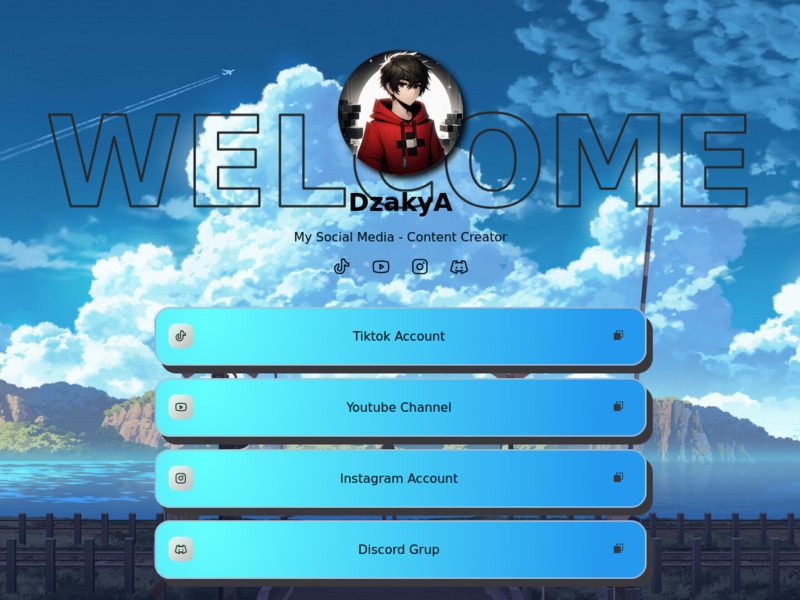 WELCOME
DzakyA
My Social Media - Content Creator
Tiktok Account
Youtube Channel
Instagram Account
Discord Grup